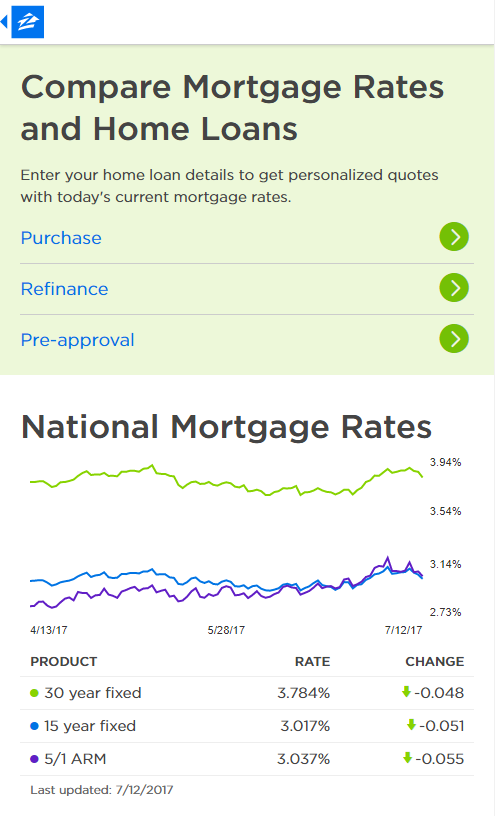 Compare Mortgage Rates
and Home Loans
Enter your home loan details to get personalized quotes
with today's current mortgage rates.
Purchase
Refinance
Pre-approval
National Mortgage Rates
3.94%
3.54%
3.14%
2.73%
4/13/17 5/28/17 7/12/17
PRODUCT RATE CHANGE
30 year fixed 3.784% -0.048
15 year fixed 3.017% -0.051
5/1 ARM 3.037% -0.055
Last updated: 7/12/2017